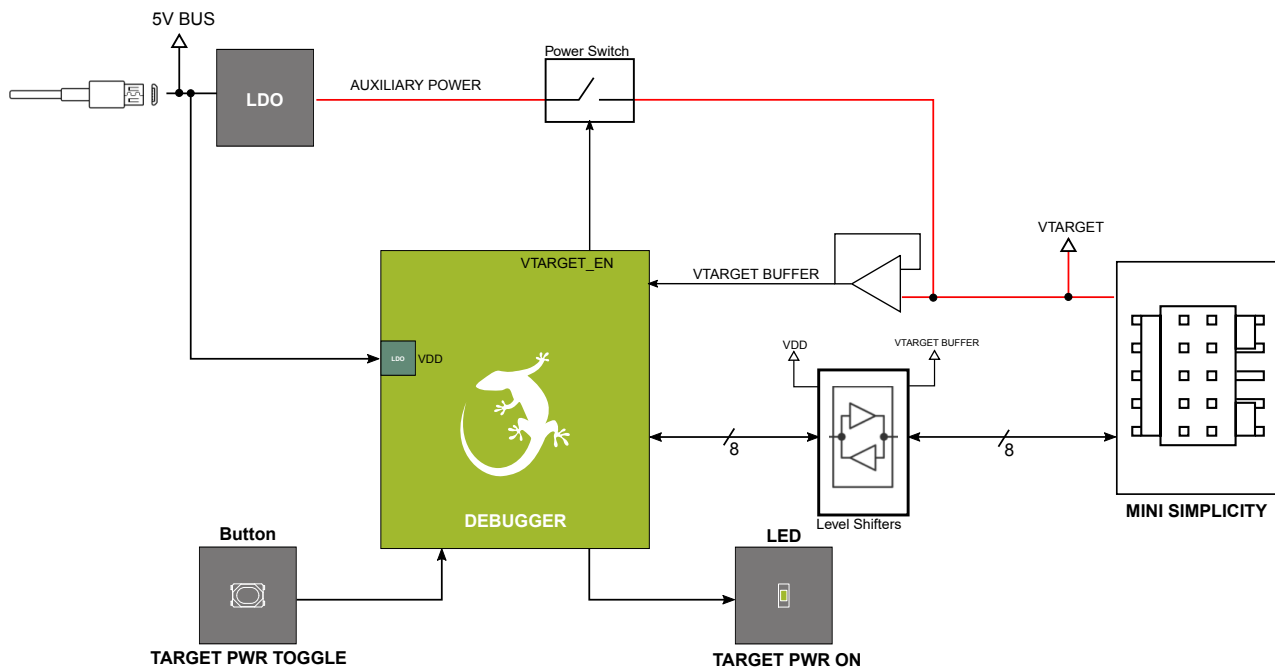 5V BUS
Power Switch
LDO
AUXILIARY POWER
VTARGET
VTARGET_EN
VTARGET BUFFER
VDD
VTARGET BUFFER
LDO
VDD
8
8
MINI SIMPLICITY
DEBUGGER
Level Shifters
Button
LED
TARGET PWR TOGGLE
TARGET PWR ON